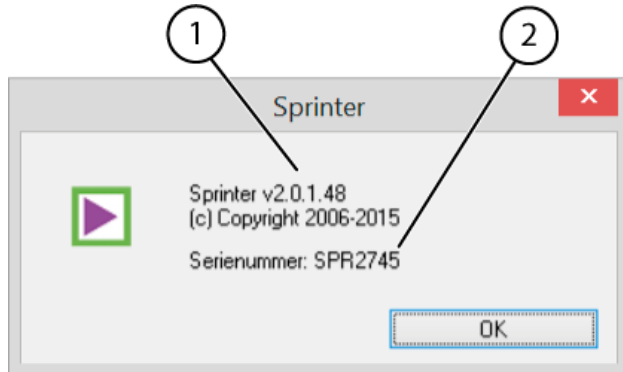 1
2
Sprinter
Sprinter v2.0.1.48
(c) Copyright 2006-2015
Serienummer: SPR2745
OK